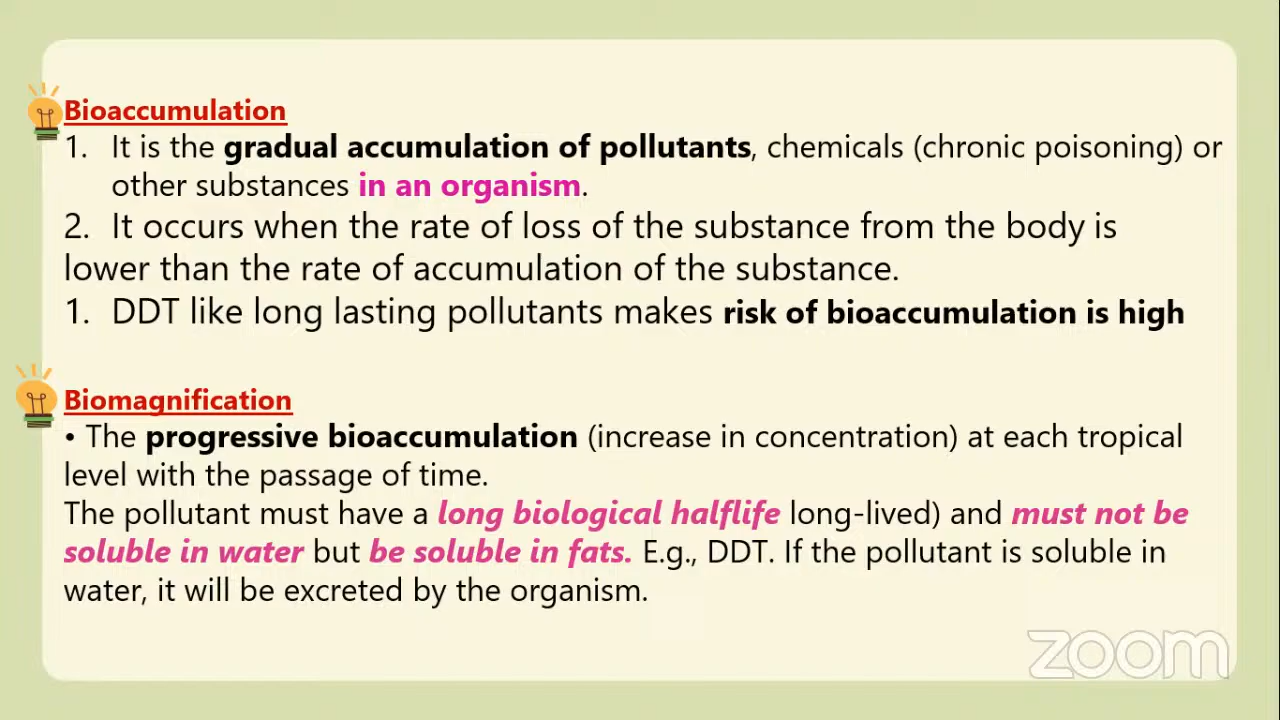 Bioaccumulation
1. It is the gradual accumulation of pollutants, chemicals (chronic poisoning) or
other substances in an organism.
2. It occurs when the rate of loss of the substance from the body is
lower than the rate of accumulation of the substance.
1. DDT like long lasting pollutants makes risk of bioaccumulation is high
Biomagnification
• The progressive bioaccumulation (increase in concentration) at each tropical
level with the passage of time.
The pollutant must have a long biological halflife long-lived) and must not be
soluble in water but be soluble in fats. E.g., DDT. If the pollutant is soluble in
water, it will be excreted by the organism.
zoom